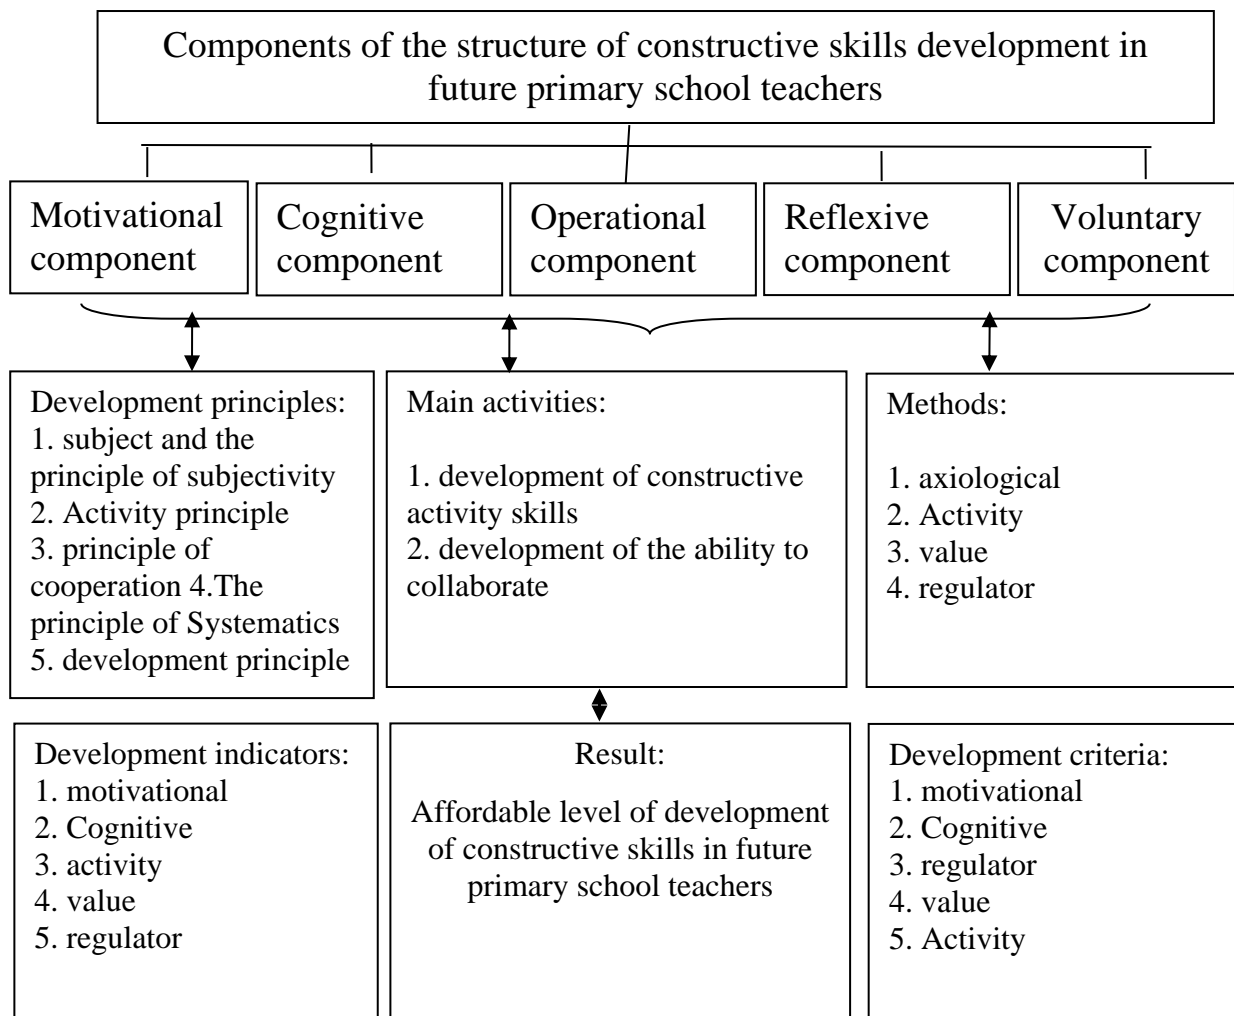 Components of the structure of constructive skills development in
future primary school teachers
Motivational
component
Cognitive
component
Operational
component
Reflexive
component
Voluntary
component
Development principles:
1. subject and the
principle of subjectivity
2. Activity principle
3. principle of
cooperation 4.The
principle of Systematics
5. development principle
Main activities:
1. development of constructive
activity skills
2. development of the ability to
collaborate
Methods:
1. axiological
2. Activity
3. value
4. regulator
Development indicators:
1. motivational
2. Cognitive
3. activity
4. value
5. regulator
Result:
Affordable level of development
of constructive skills in future
primary school teachers
Development criteria:
1. motivational
2. Cognitive
3. regulator
4. value
5. Activity